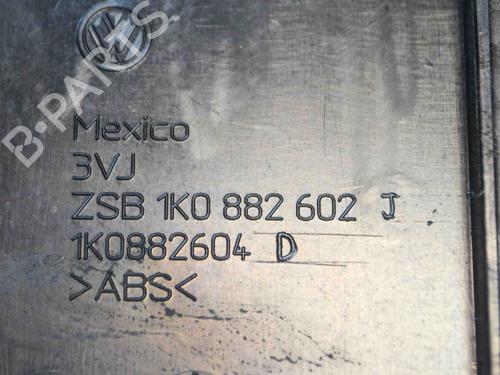 B-PARTS
Mexico
3VJ
ZSB 1K0 882 602 J
1K0882604 D
>ABS<